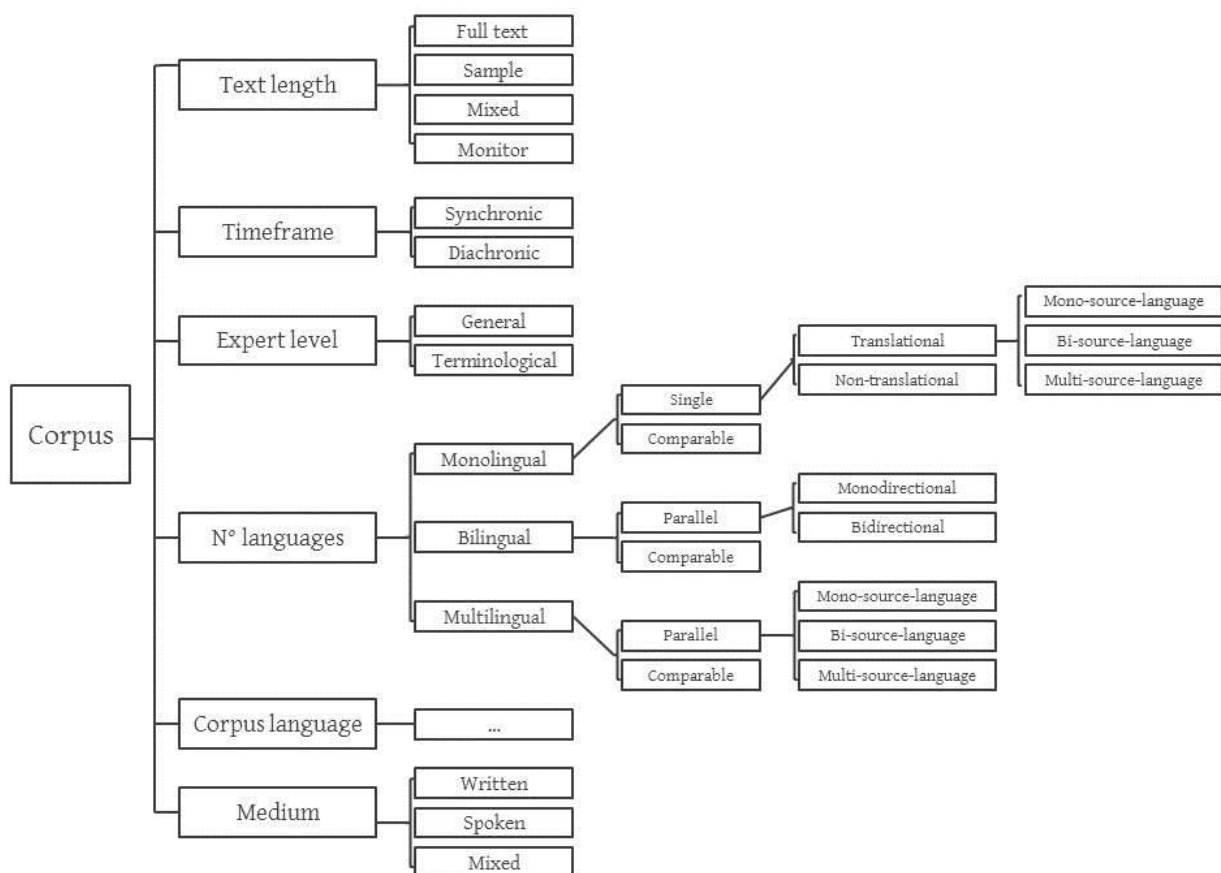 Corpus
Text length
Full text
Sample
Mixed
Monitor
Timeframe
Synchronic
Diachronic
Expert level
General
Terminological
N° languages
Monolingual
Single
Translational
Mono-source-language
Bi-source-language
Multi-source-language
Non-translational
Comparable
Bilingual
Parallel
Monodirectional
Bidirectional
Comparable
Multilingual
Parallel
Mono-source-language
Bi-source-language
Multi-source-language
Comparable
Corpus language
...
Medium
Written
Spoken
Mixed